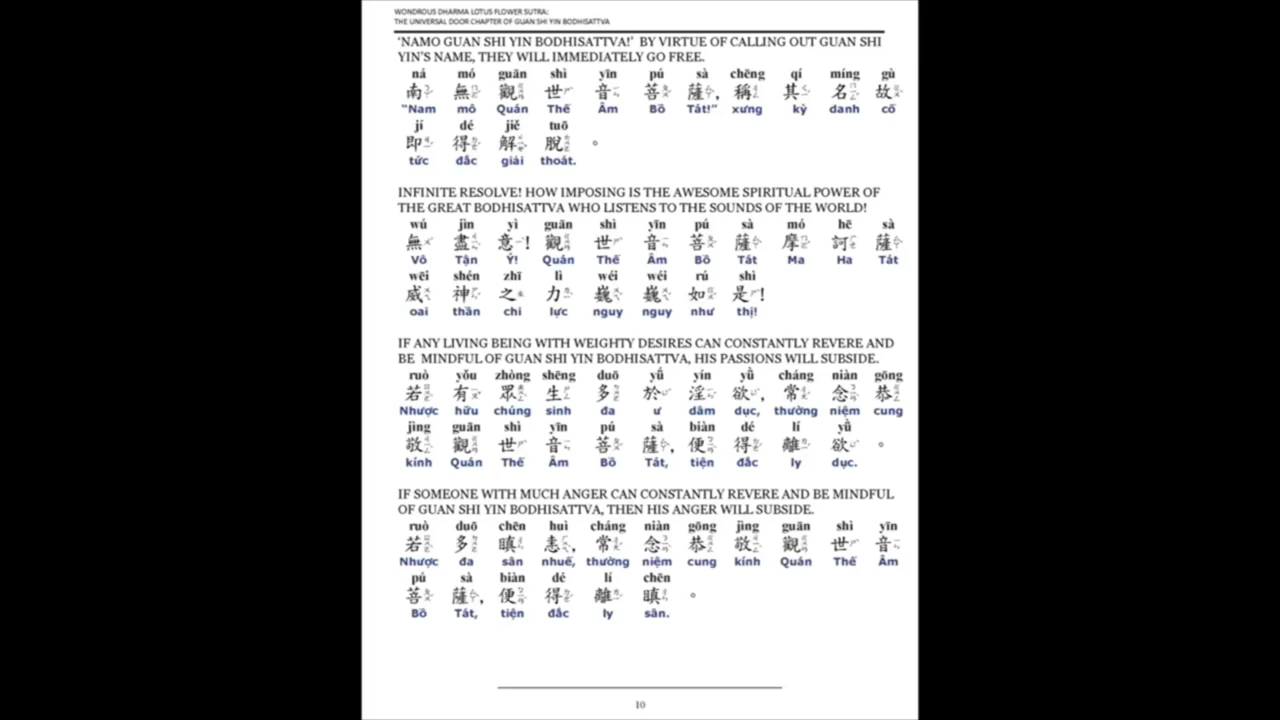 WONDROUS DHARMA LOTUS FLOWER SUTRA:
THE UNIVERSAL DOOR CHAPTER OF GUAN SHI YIN BODHISATTVA
‘NAMO GUAN SHI YIN BODHISATTVA!’ BY VIRTUE OF CALLING OUT GUAN SHI
YIN’S NAME, THEY WILL IMMEDIATELY GO FREE.
ná mó guān shì yīn pú sà chēng qí míng gù
南 無 觀 世 音 菩 薩, 稱 其 名 故
“Nam mô Quán Thế Âm Bồ Tát!” xưng kỳ danh cố
jí dé jiě tuō
即 得 解 脫 。
tức đắc giải thoát.
INFINITE RESOLVE! HOW IMPOSING IS THE AWESOME SPIRITUAL POWER OF
THE GREAT BODHISATTVA WHO LISTENS TO THE SOUNDS OF THE WORLD!
wú jìn yì guān shì yīn pú sà mó hē sà
無 盡 意! 觀 世 音 菩 薩 摩 訶 薩
Vô Tận Ý! Quán Thế Âm Bồ Tát Ma Ha Tát
wēi shén zhī lì wéi wéi rú shì
威 神 之 力 巍 巍 如 是!
oai thần chi lực nguy nguy như thị!
IF ANY LIVING BEING WITH WEIGHTY DESIRES CAN CONSTANTLY REVERE AND
BE MINDFUL OF GUAN SHI YIN BODHISATTVA, HIS PASSIONS WILL SUBSIDE.
ruò yǒu zhòng shēng duō yǘ yín yǜ cháng niàn gōng
若 有 眾 生 多 於 淫 欲, 常 念 恭
Nhược hữu chúng sinh đa ư dâm dục, thường niệm cung
jìng guān shì yīn pú sà biàn dé lí yǜ
敬 觀 世 音 菩 薩, 便 得 離 欲 。
kính Quán Thế Âm Bồ Tát, tiện đắc ly dục.
IF SOMEONE WITH MUCH ANGER CAN CONSTANTLY REVERE AND BE MINDFUL
OF GUAN SHI YIN BODHISATTVA, THEN HIS ANGER WILL SUBSIDE.
ruò duō chēn huì cháng niàn gōng jìng guān shì yīn
若 多 瞋 恚, 常 念 恭 敬 觀 世 音
Nhược đa sân nhuế, thường niệm cung kính Quán Thế Âm
pú sà biàn dé lí chēn
菩 薩, 便 得 離 瞋 。
Bồ Tát, tiện đắc ly sân.
10